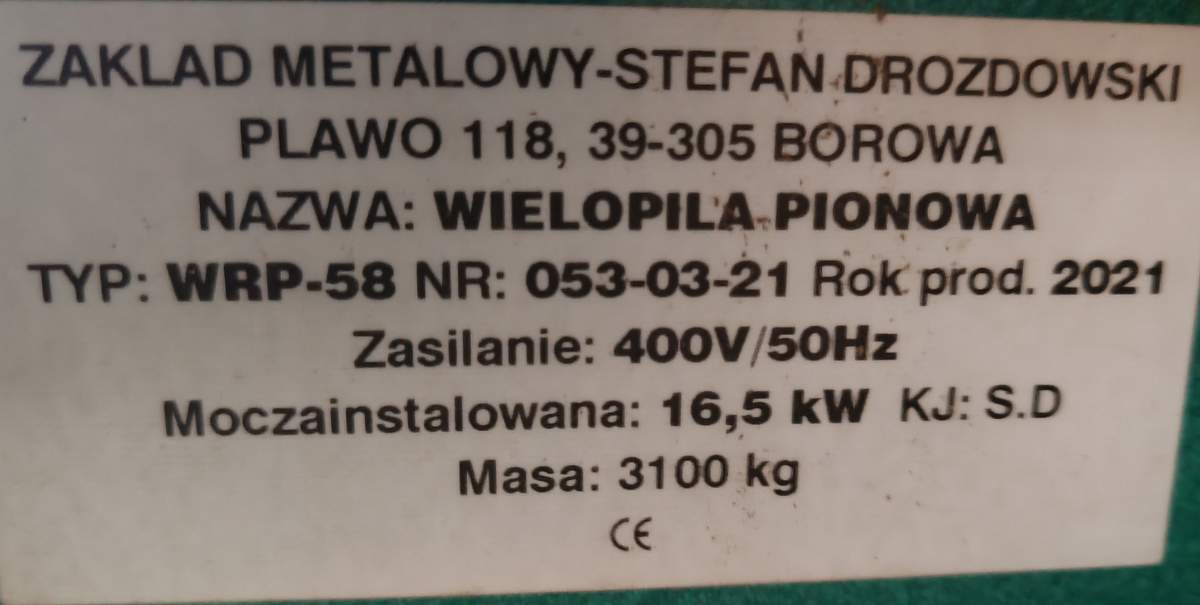 ZAKLAD METALOWY-STEFAN DROZDOWSKI
PLAWO 118, 39-305 BOROWA
NAZWA: WIELOPILA PIONOWA
TYP: WRP-58 NR: 053-03-21 Rok prod. 2021
Zasilanie: 400V/50Hz
Moczainstalowana: 16,5 kW KJ: S.D
Masa: 3100 kg
CE